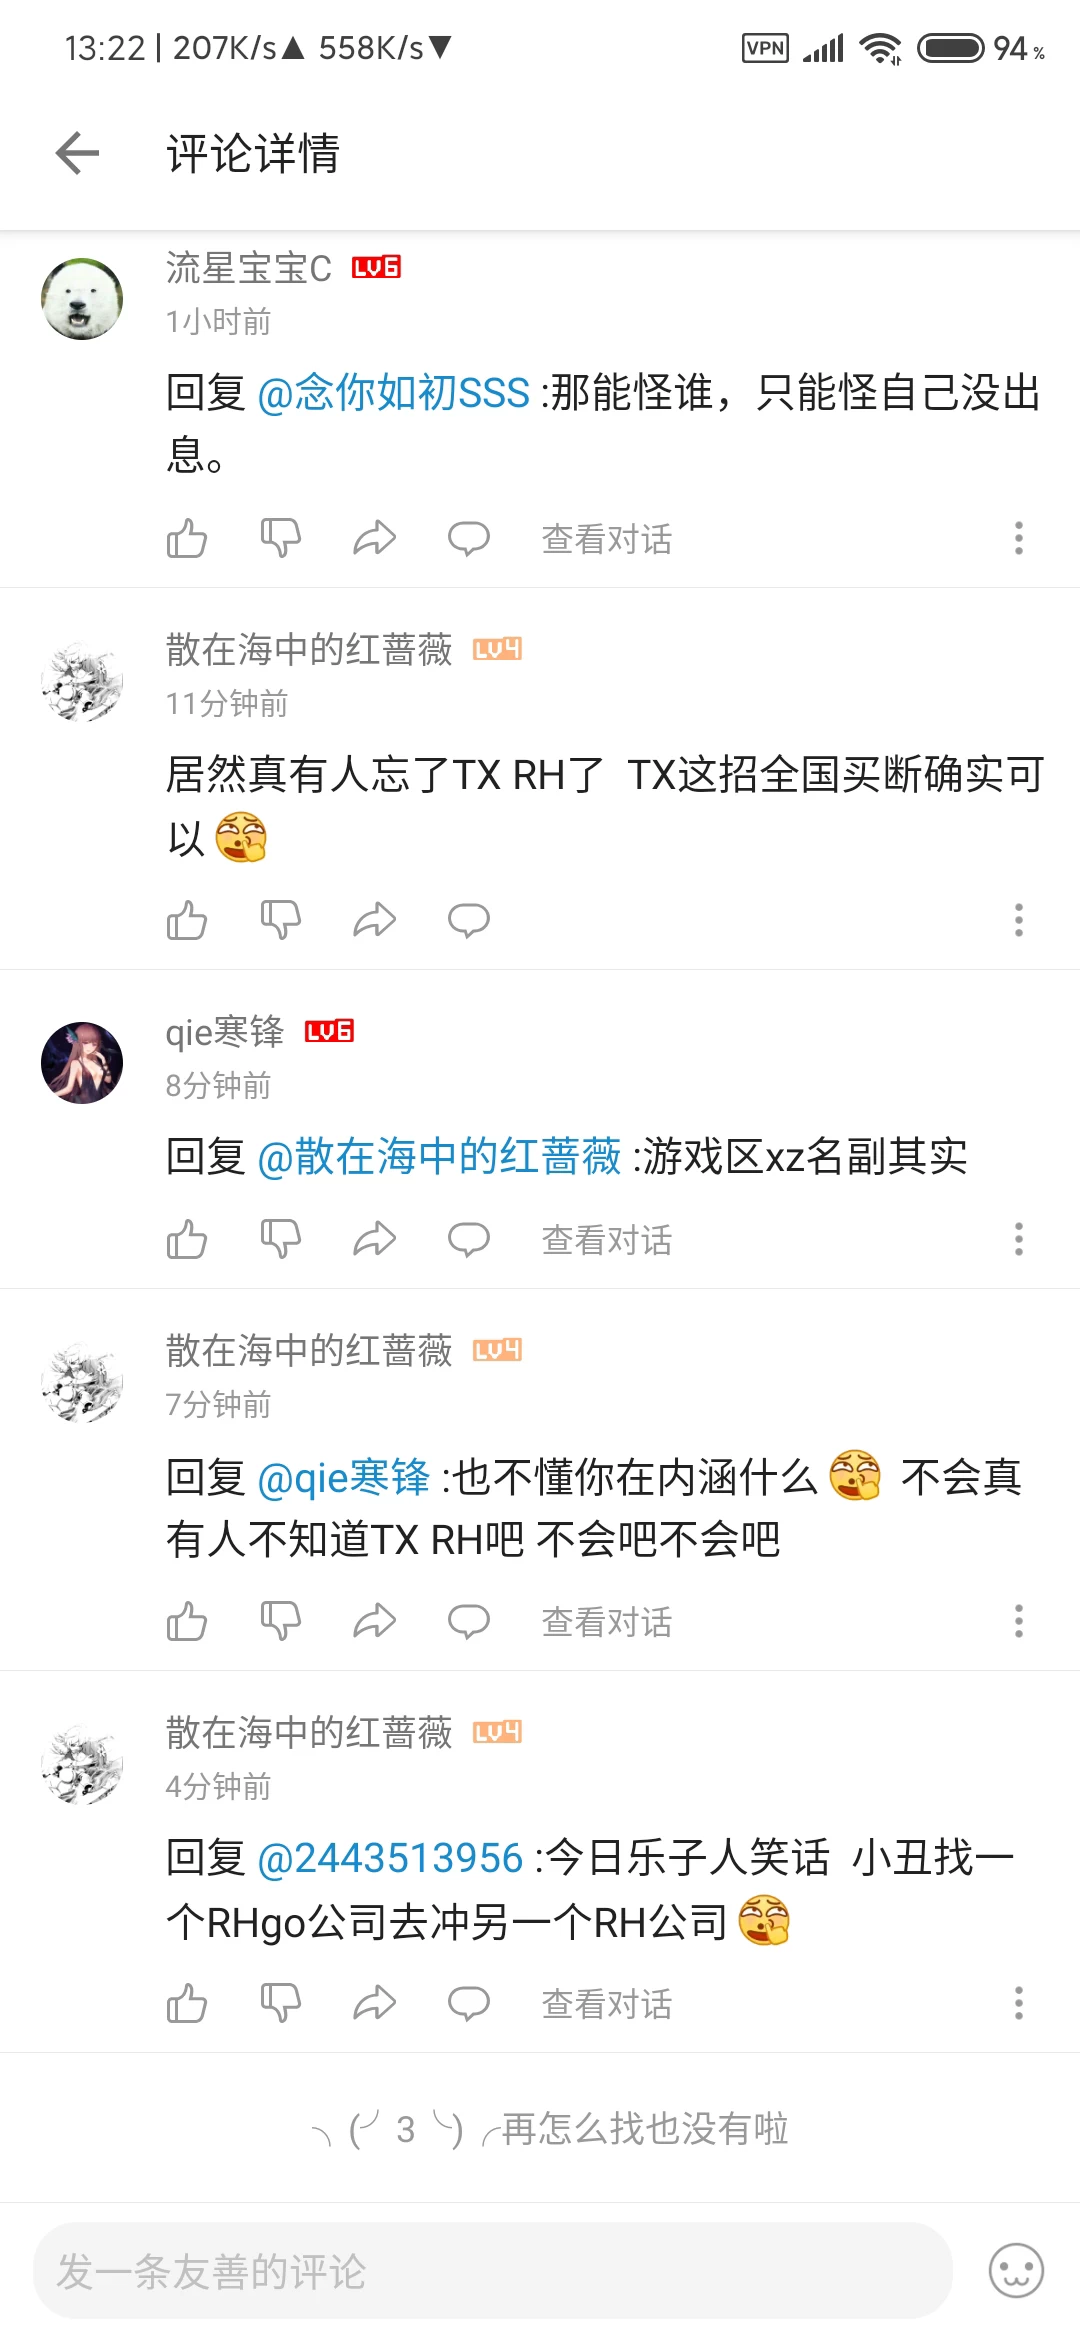 13:22 | 207K/s▲ 558K/s▼ VPN 94 %
评论详情
流星宝宝C LV6
1小时前
回复 @念你如初SSS :那能怪谁，只能怪自己没出
息。
查看对话
散在海中的红蔷薇 LV4
11分钟前
居然真有人忘了TX RH了 TX这招全国买断确实可
以
qie寒锋 LV6
8分钟前
回复 @散在海中的红蔷薇 :游戏区xz名副其实
查看对话
散在海中的红蔷薇 LV4
7分钟前
回复 @qie寒锋 :也不懂你在内涵什么 不会真
有人不知道TX RH吧 不会吧不会吧
查看对话
散在海中的红蔷薇 LV4
4分钟前
回复 @2443513956 :今日乐子人笑话 小丑找一
个RHgo公司去冲另一个RH公司
查看对话
╮(╯3╰)╭再怎么找也没有啦
发一条友善的评论